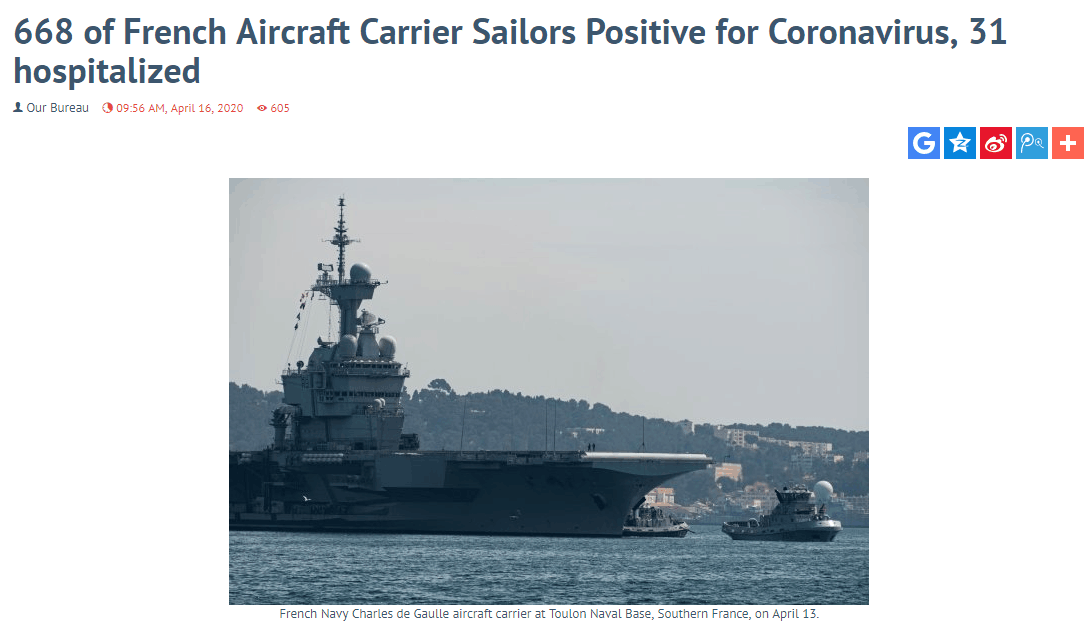 668 of French Aircraft Carrier Sailors Positive for Coronavirus, 31
hospitalized
Our Bureau 09:56 AM, April 16, 2020 605
French Navy Charles de Gaulle aircraft carrier at Toulon Naval Base, Southern France, on April 13.